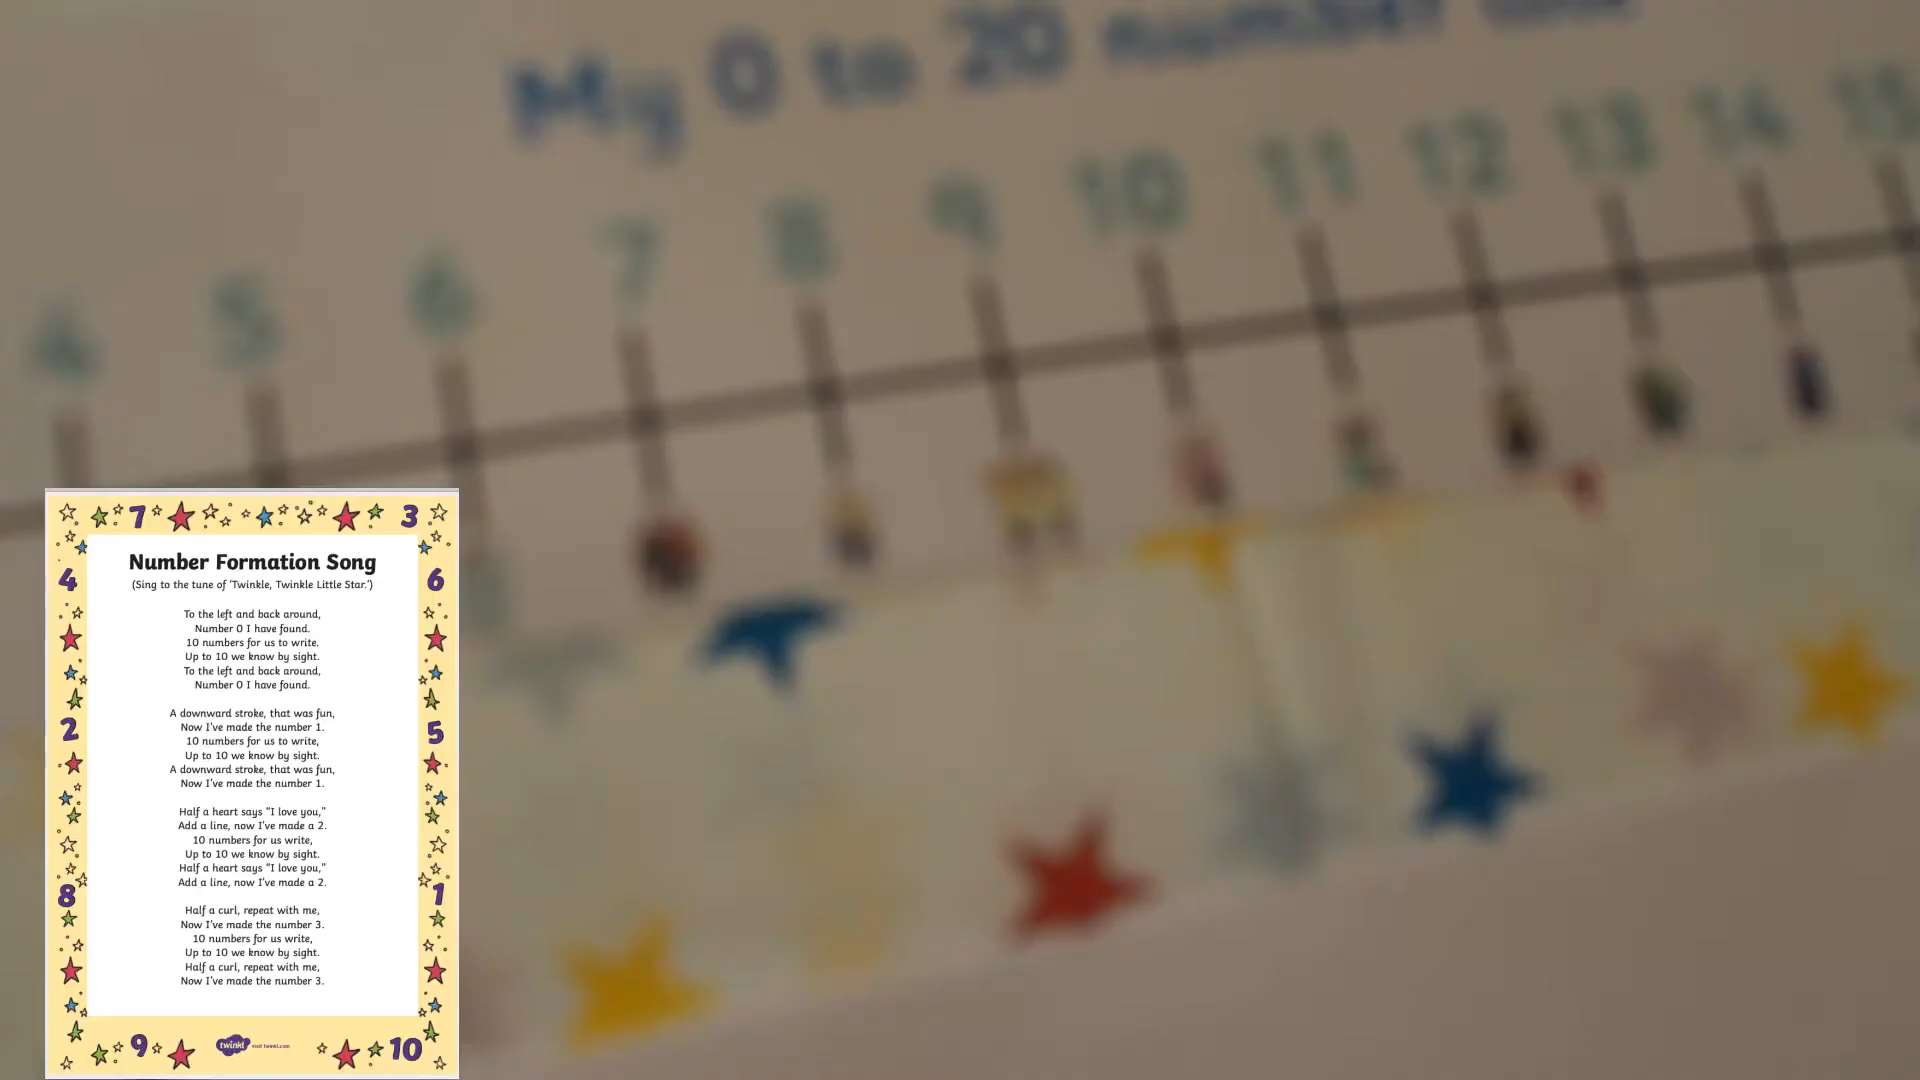 My 0 to 20 number line
4 5 6 7 8 9 10 11 12 13 14 15
7 3
Number Formation Song
(Sing to the tune of 'Twinkle, Twinkle Little Star.')
4 6
To the left and back around,
Number 0 I have found.
10 numbers for us to write.
Up to 10 we know by sight.
To the left and back around,
Number 0 I have found.
2 5
A downward stroke, that was fun,
Now I've made the number 1.
10 numbers for us to write,
Up to 10 we know by sight.
A downward stroke, that was fun,
Now I've made the number 1.
Half a heart says "I love you,"
Add a line, now I've made a 2.
10 numbers for us write,
Up to 10 we know by sight.
Half a heart says "I love you,"
Add a line, now I've made a 2.
8 1
Half a curl, repeat with me,
Now I've made the number 3.
10 numbers for us write,
Up to 10 we know by sight.
Half a curl, repeat with me,
Now I've made the number 3.
9 twinkl visit twinkl.com 10